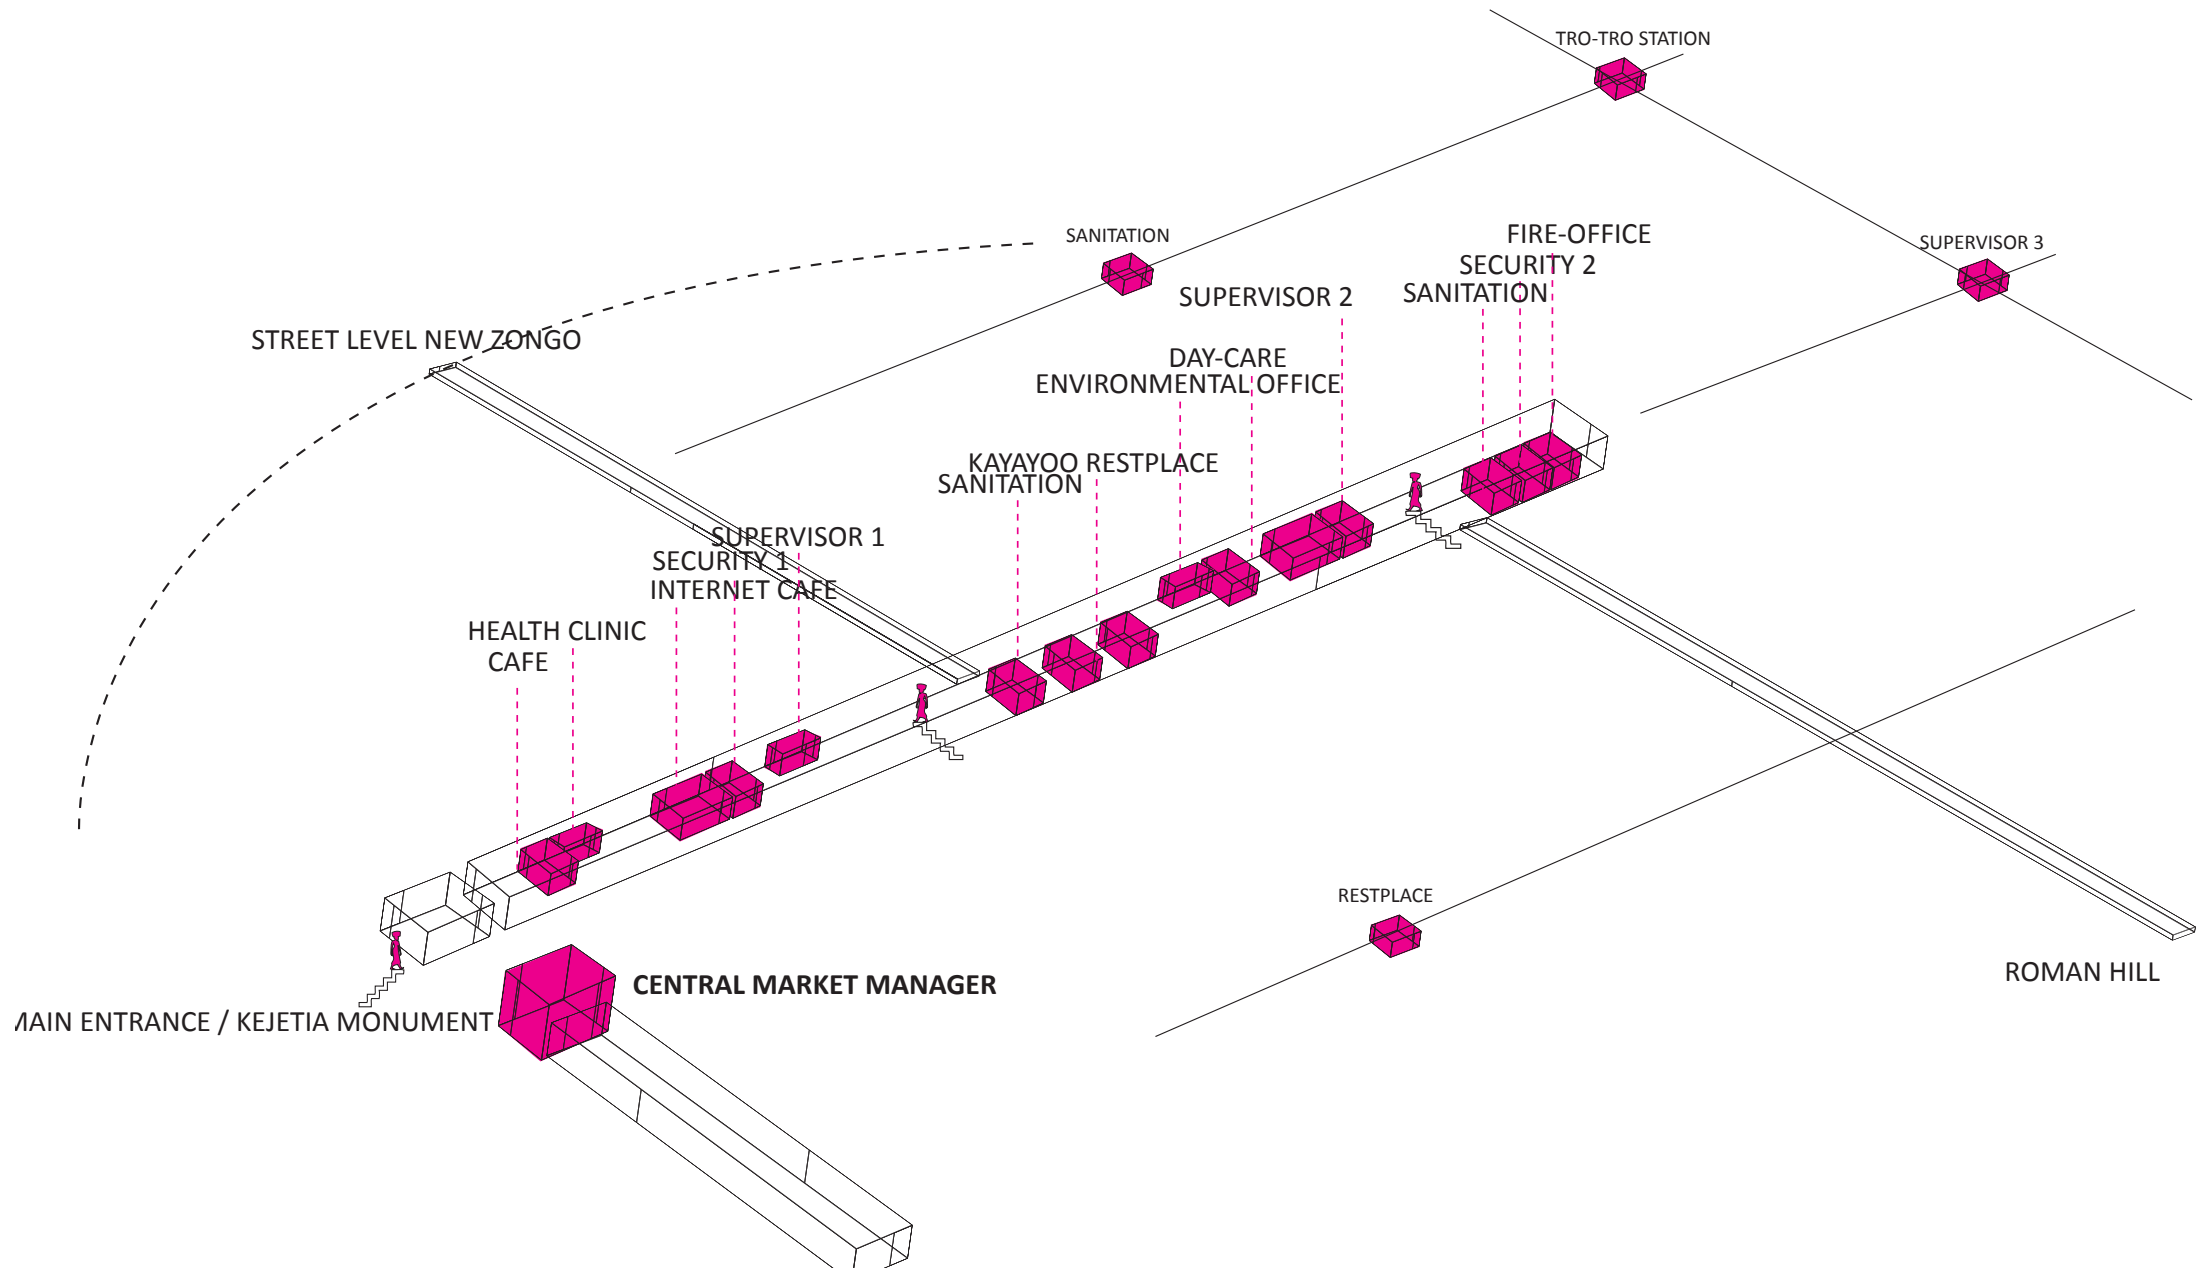 TRO-TRO STATION
SANITATION
FIRE-OFFICE
SUPERVISOR 3
SECURITY 2
SANITATION
SUPERVISOR 2
STREET LEVEL NEW ZONGO
DAY-CARE
ENVIRONMENTAL OFFICE
KAYAYOO RESTPLACE
SANITATION
SUPERVISOR 1
SECURITY 1
INTERNET CAFE
HEALTH CLINIC
CAFE
RESTPLACE
ROMAN HILL
CENTRAL MARKET MANAGER
MAIN ENTRANCE / KEJETIA MONUMENT